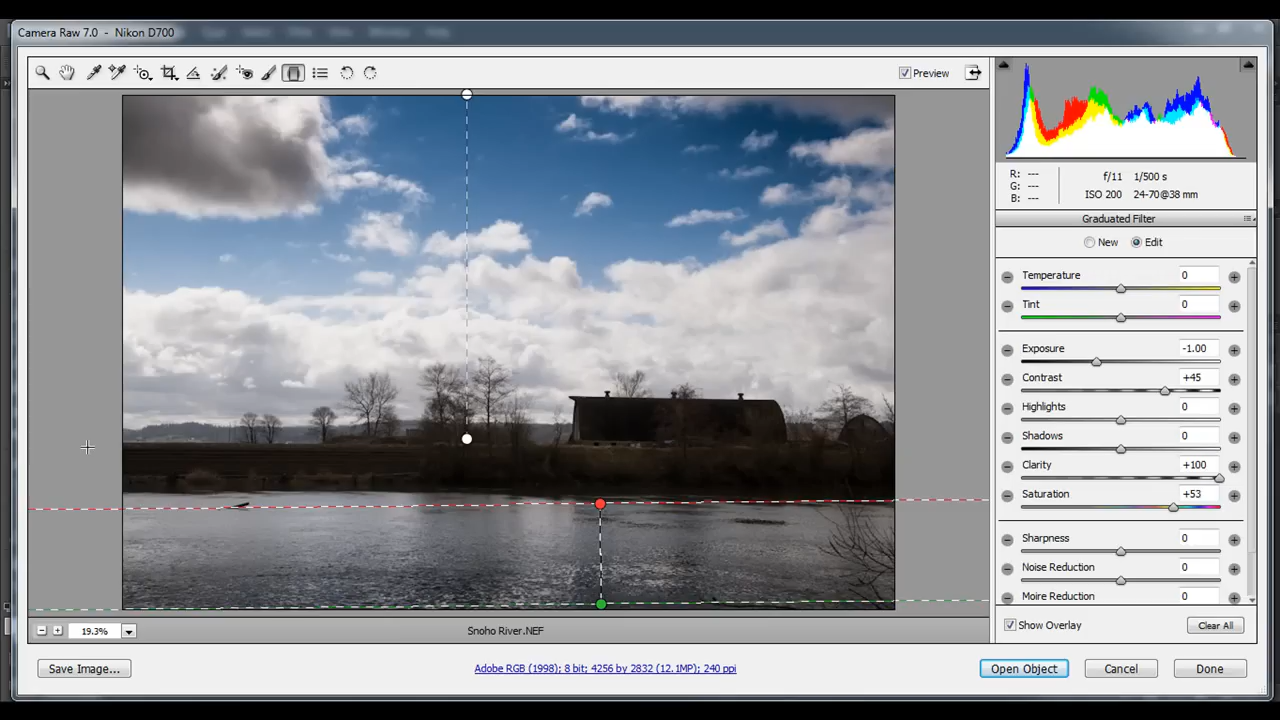 Camera Raw 7.0 - Nikon D700
Preview
R: ---
G: ---
B: ---
f/11 1/500 s
ISO 200 24-70@38 mm
Graduated Filter
New Edit
Temperature 0
Tint 0
Exposure -1.00
Contrast +45
Highlights 0
Shadows 0
Clarity +100
Saturation +53
Sharpness 0
Noise Reduction 0
Moire Reduction 0
19.3%
Snoho River.NEF
Show Overlay
Clear All
Save Image...
Adobe RGB (1998); 8 bit; 4256 by 2832 (12.1MP); 240 ppi
Open Object
Cancel
Done